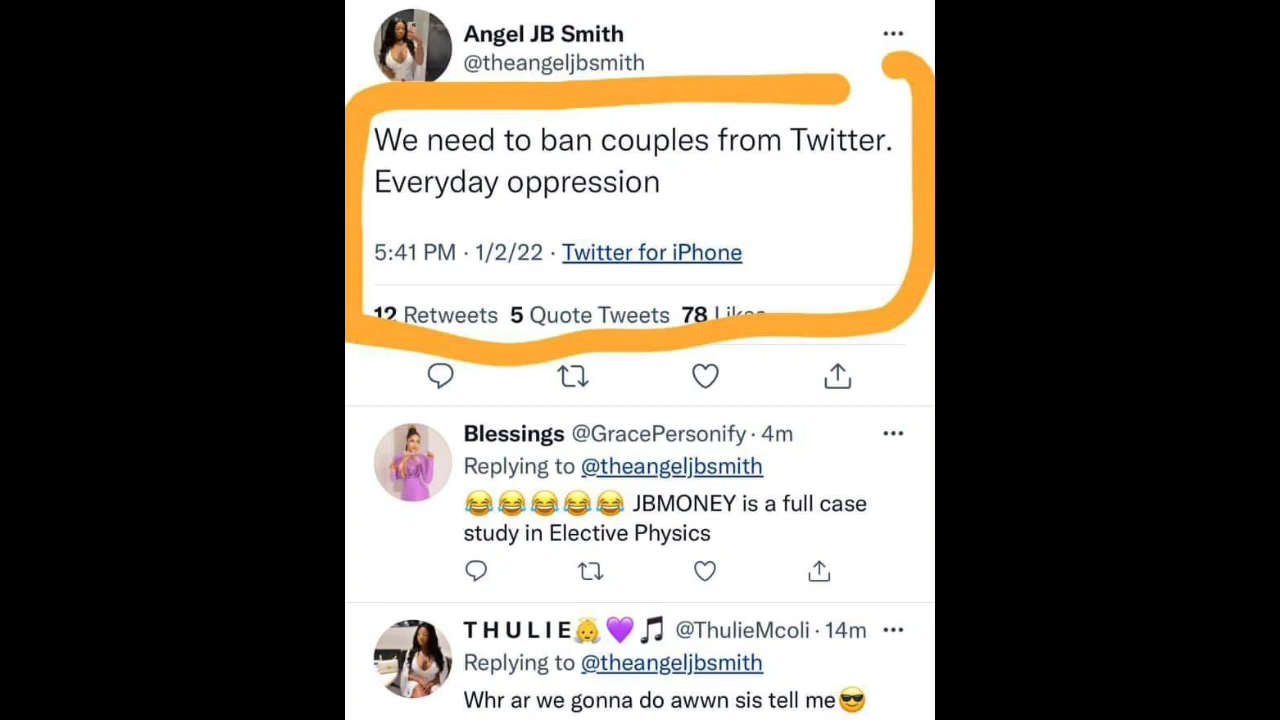 Angel JB Smith
@theangeljbsmith
We need to ban couples from Twitter.
Everyday oppression
5:41 PM · 1/2/22 · Twitter for iPhone
12 Retweets 5 Quote Tweets 78 Likes
Blessings @GracePersonify · 4m
Replying to @theangeljbsmith
😂😂😂😂😂 JBMONEY is a full case
study in Elective Physics
T H U L I E👼💜🎵 @ThulieMcoli · 14m
Replying to @theangeljbsmith
Whr ar we gonna do awwn sis tell me😎